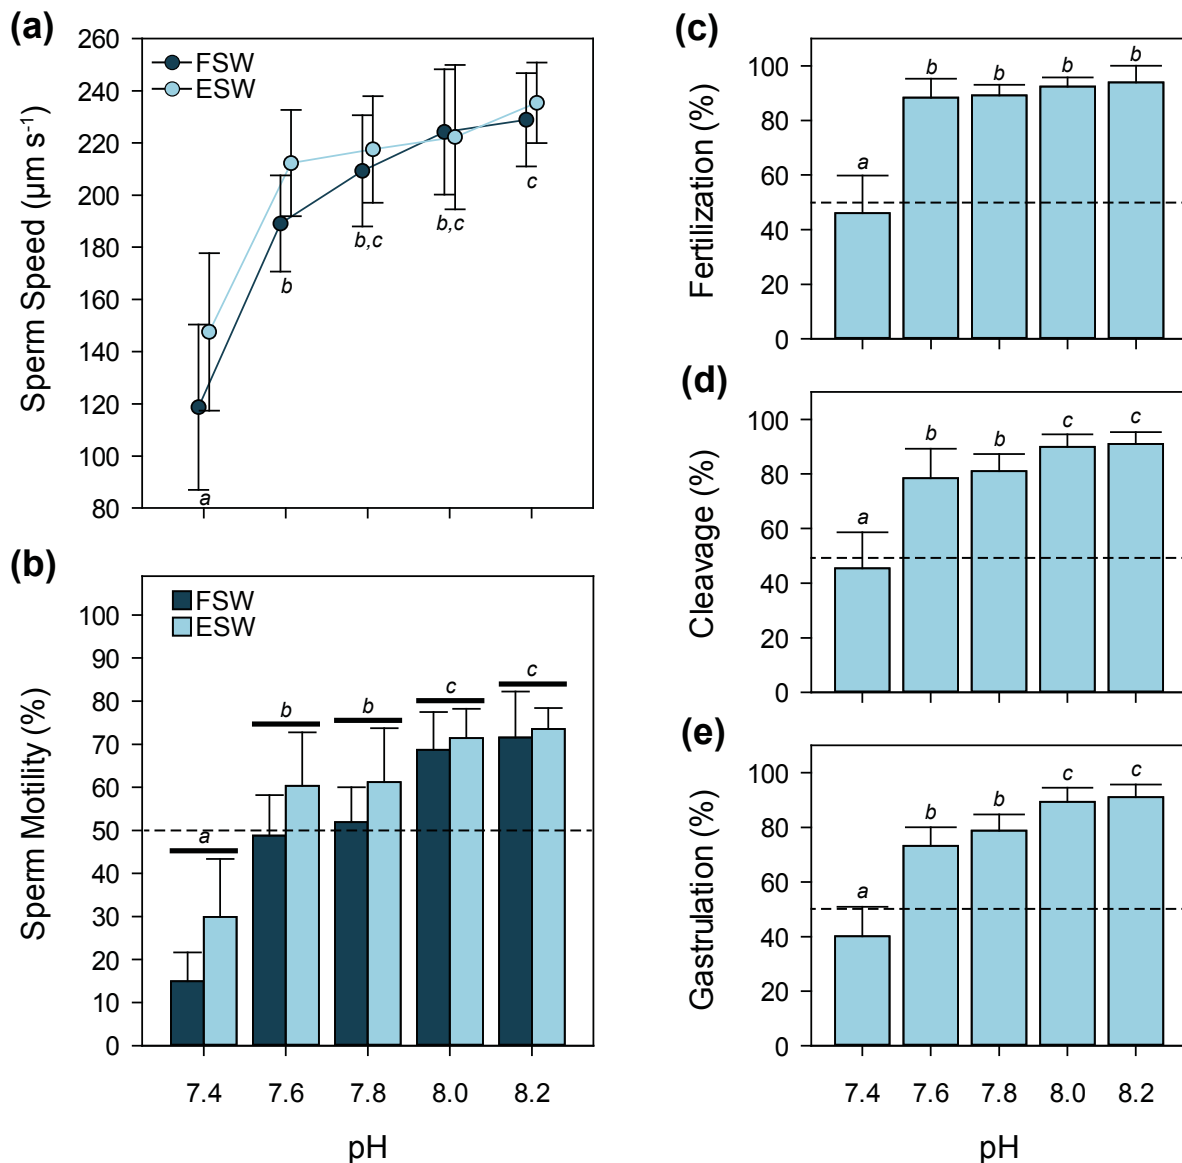 (a)
260
240
220
200
180
160
140
120
100
80
Sperm Speed (µm s⁻¹)
FSW
ESW
a
b
b,c
b,c
c
(b)
100
90
80
70
60
50
40
30
20
10
0
Sperm Motility (%)
FSW
ESW
a
b
b
c
c
7.4 7.6 7.8 8.0 8.2
pH
(c)
100
80
60
40
20
0
Fertilization (%)
a
b
b
b
b
(d)
100
80
60
40
20
0
Cleavage (%)
a
b
b
c
c
(e)
100
80
60
40
20
0
Gastrulation (%)
a
b
b
c
c
7.4 7.6 7.8 8.0 8.2
pH